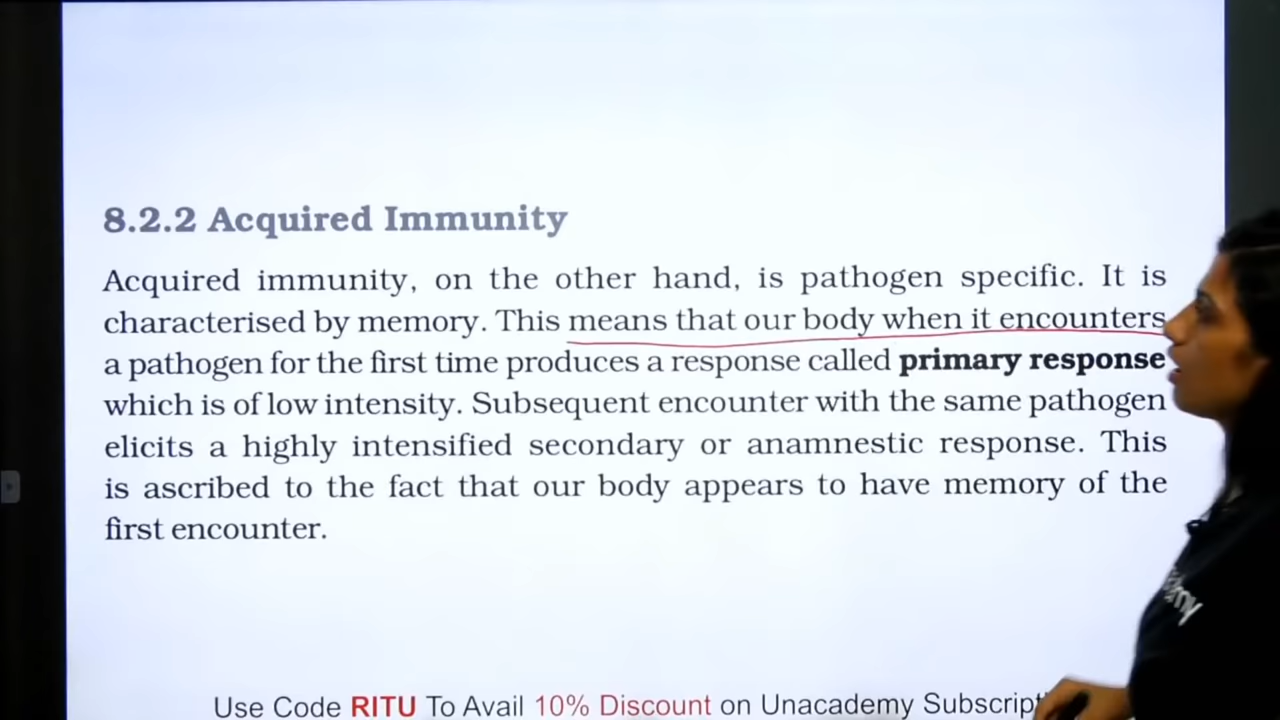 8.2.2 Acquired Immunity
Acquired immunity, on the other hand, is pathogen specific. It is
characterised by memory. This means that our body when it encounters
a pathogen for the first time produces a response called primary response
which is of low intensity. Subsequent encounter with the same pathogen
elicits a highly intensified secondary or anamnestic response. This
is ascribed to the fact that our body appears to have memory of the
first encounter.
Use Code RITU To Avail 10% Discount on Unacademy